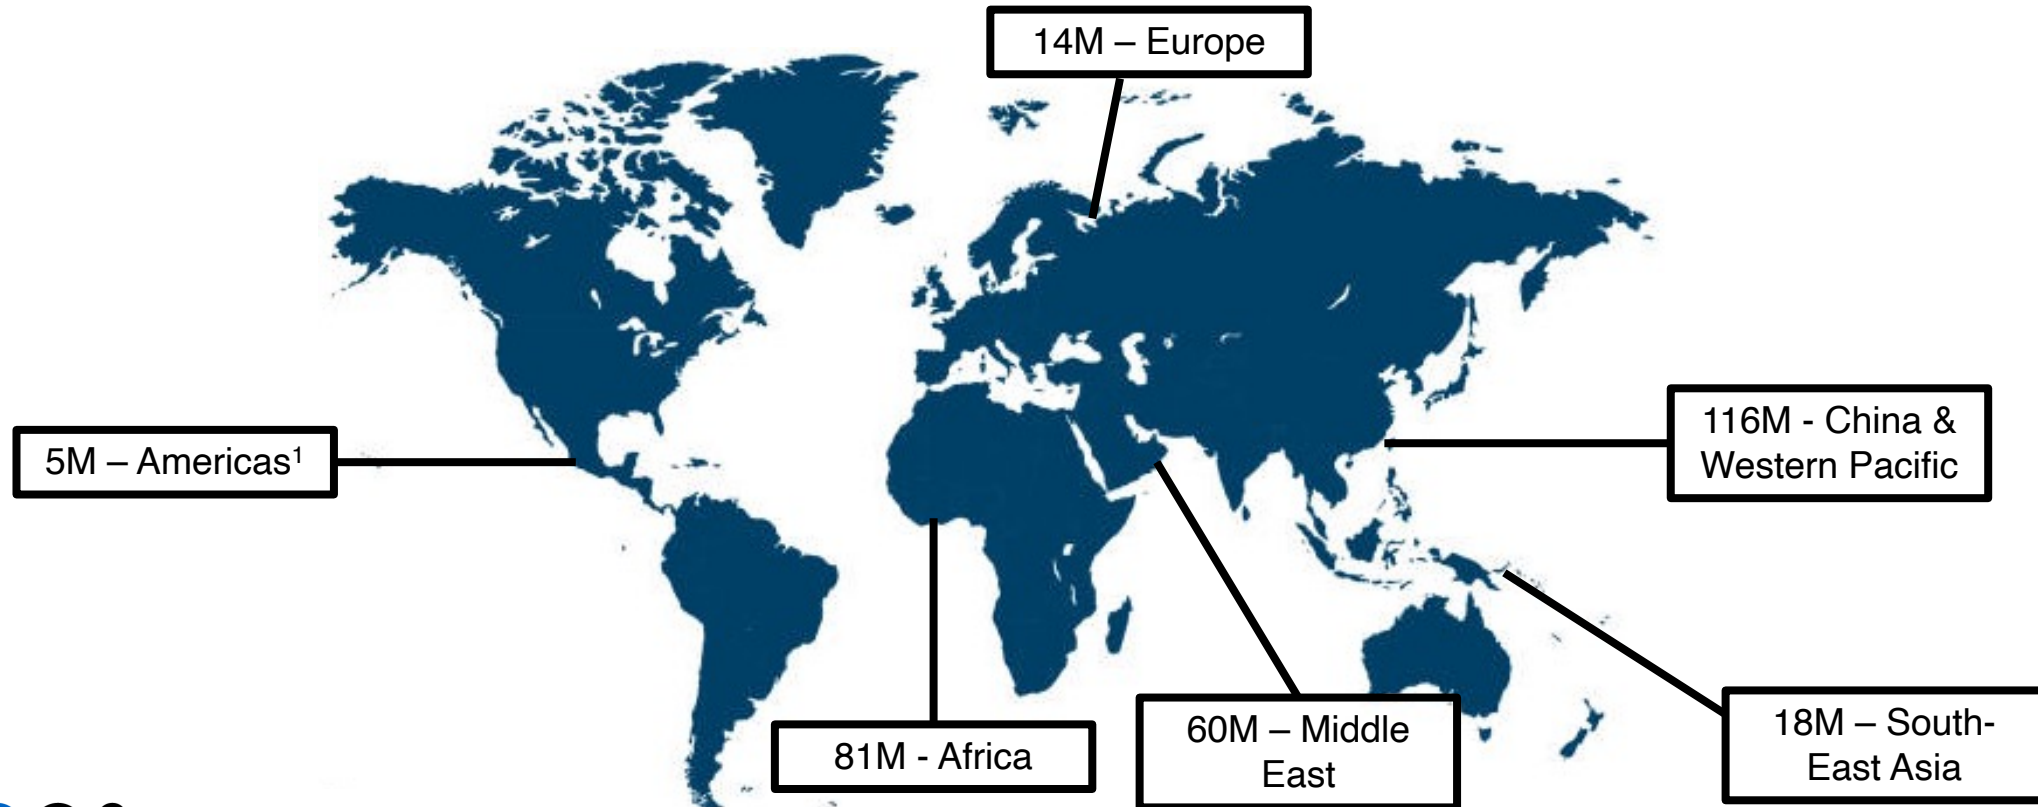 14M – Europe
5M – Americas¹
116M - China &
Western Pacific
81M - Africa
60M – Middle
East
18M – South-
East Asia